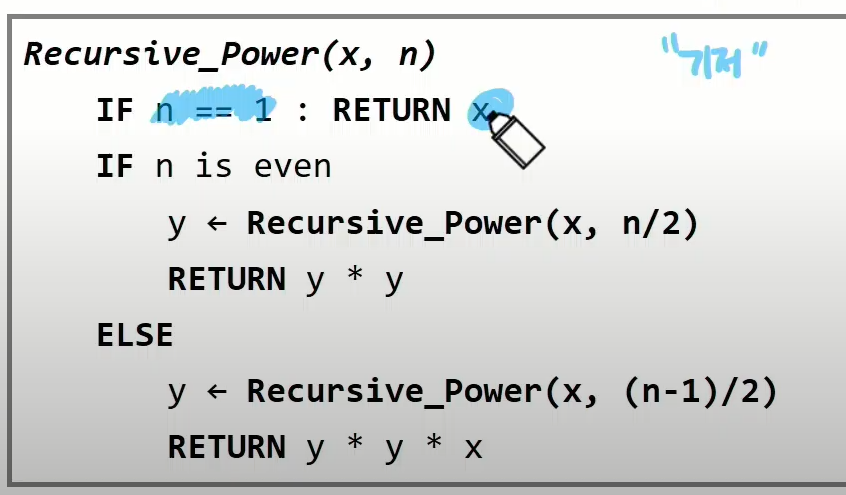 Recursive_Power(x, n) "기저"
IF n == 1 : RETURN x
IF n is even
y ← Recursive_Power(x, n/2)
RETURN y * y
ELSE
y ← Recursive_Power(x, (n-1)/2)
RETURN y * y * x